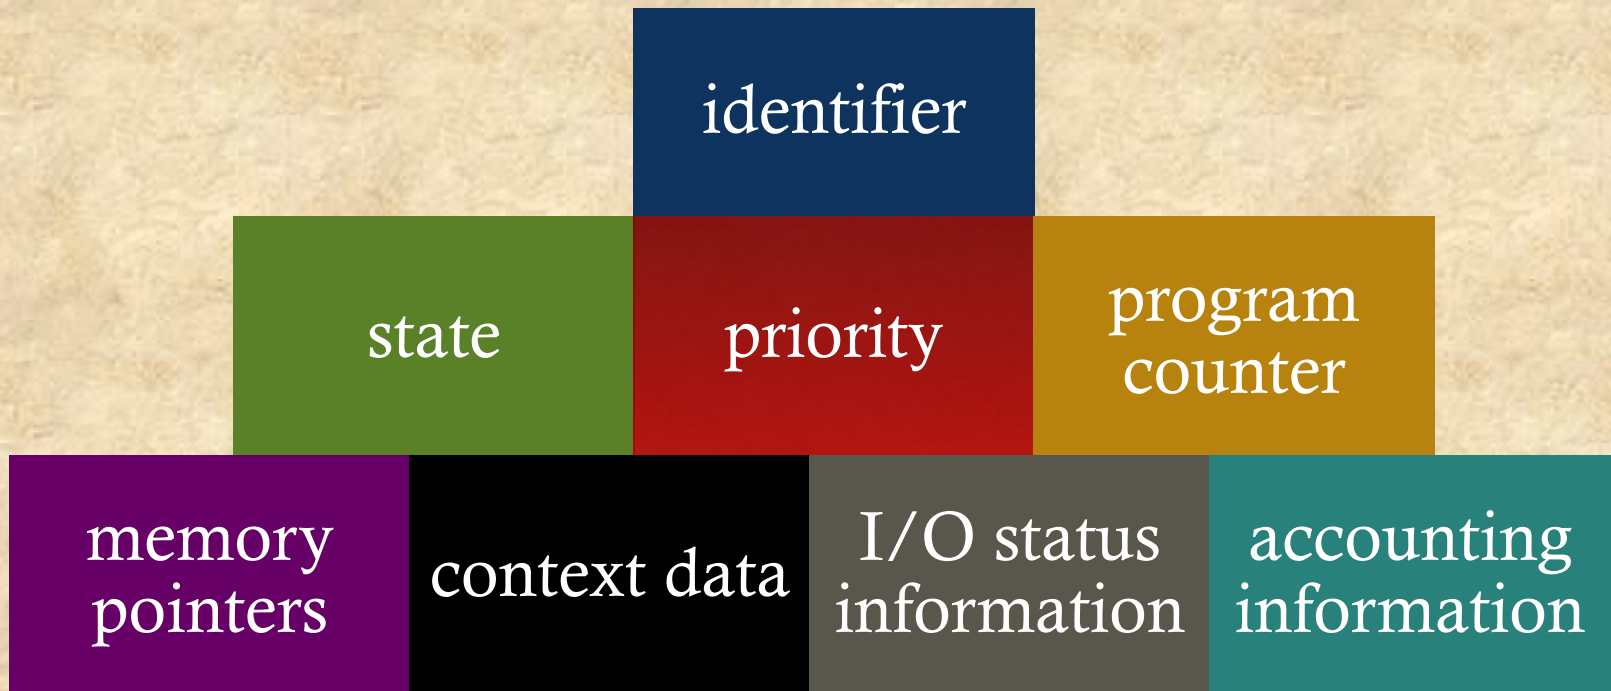 identifier
state
priority
program
counter
memory
pointers
context data
I/O status
information
accounting
information